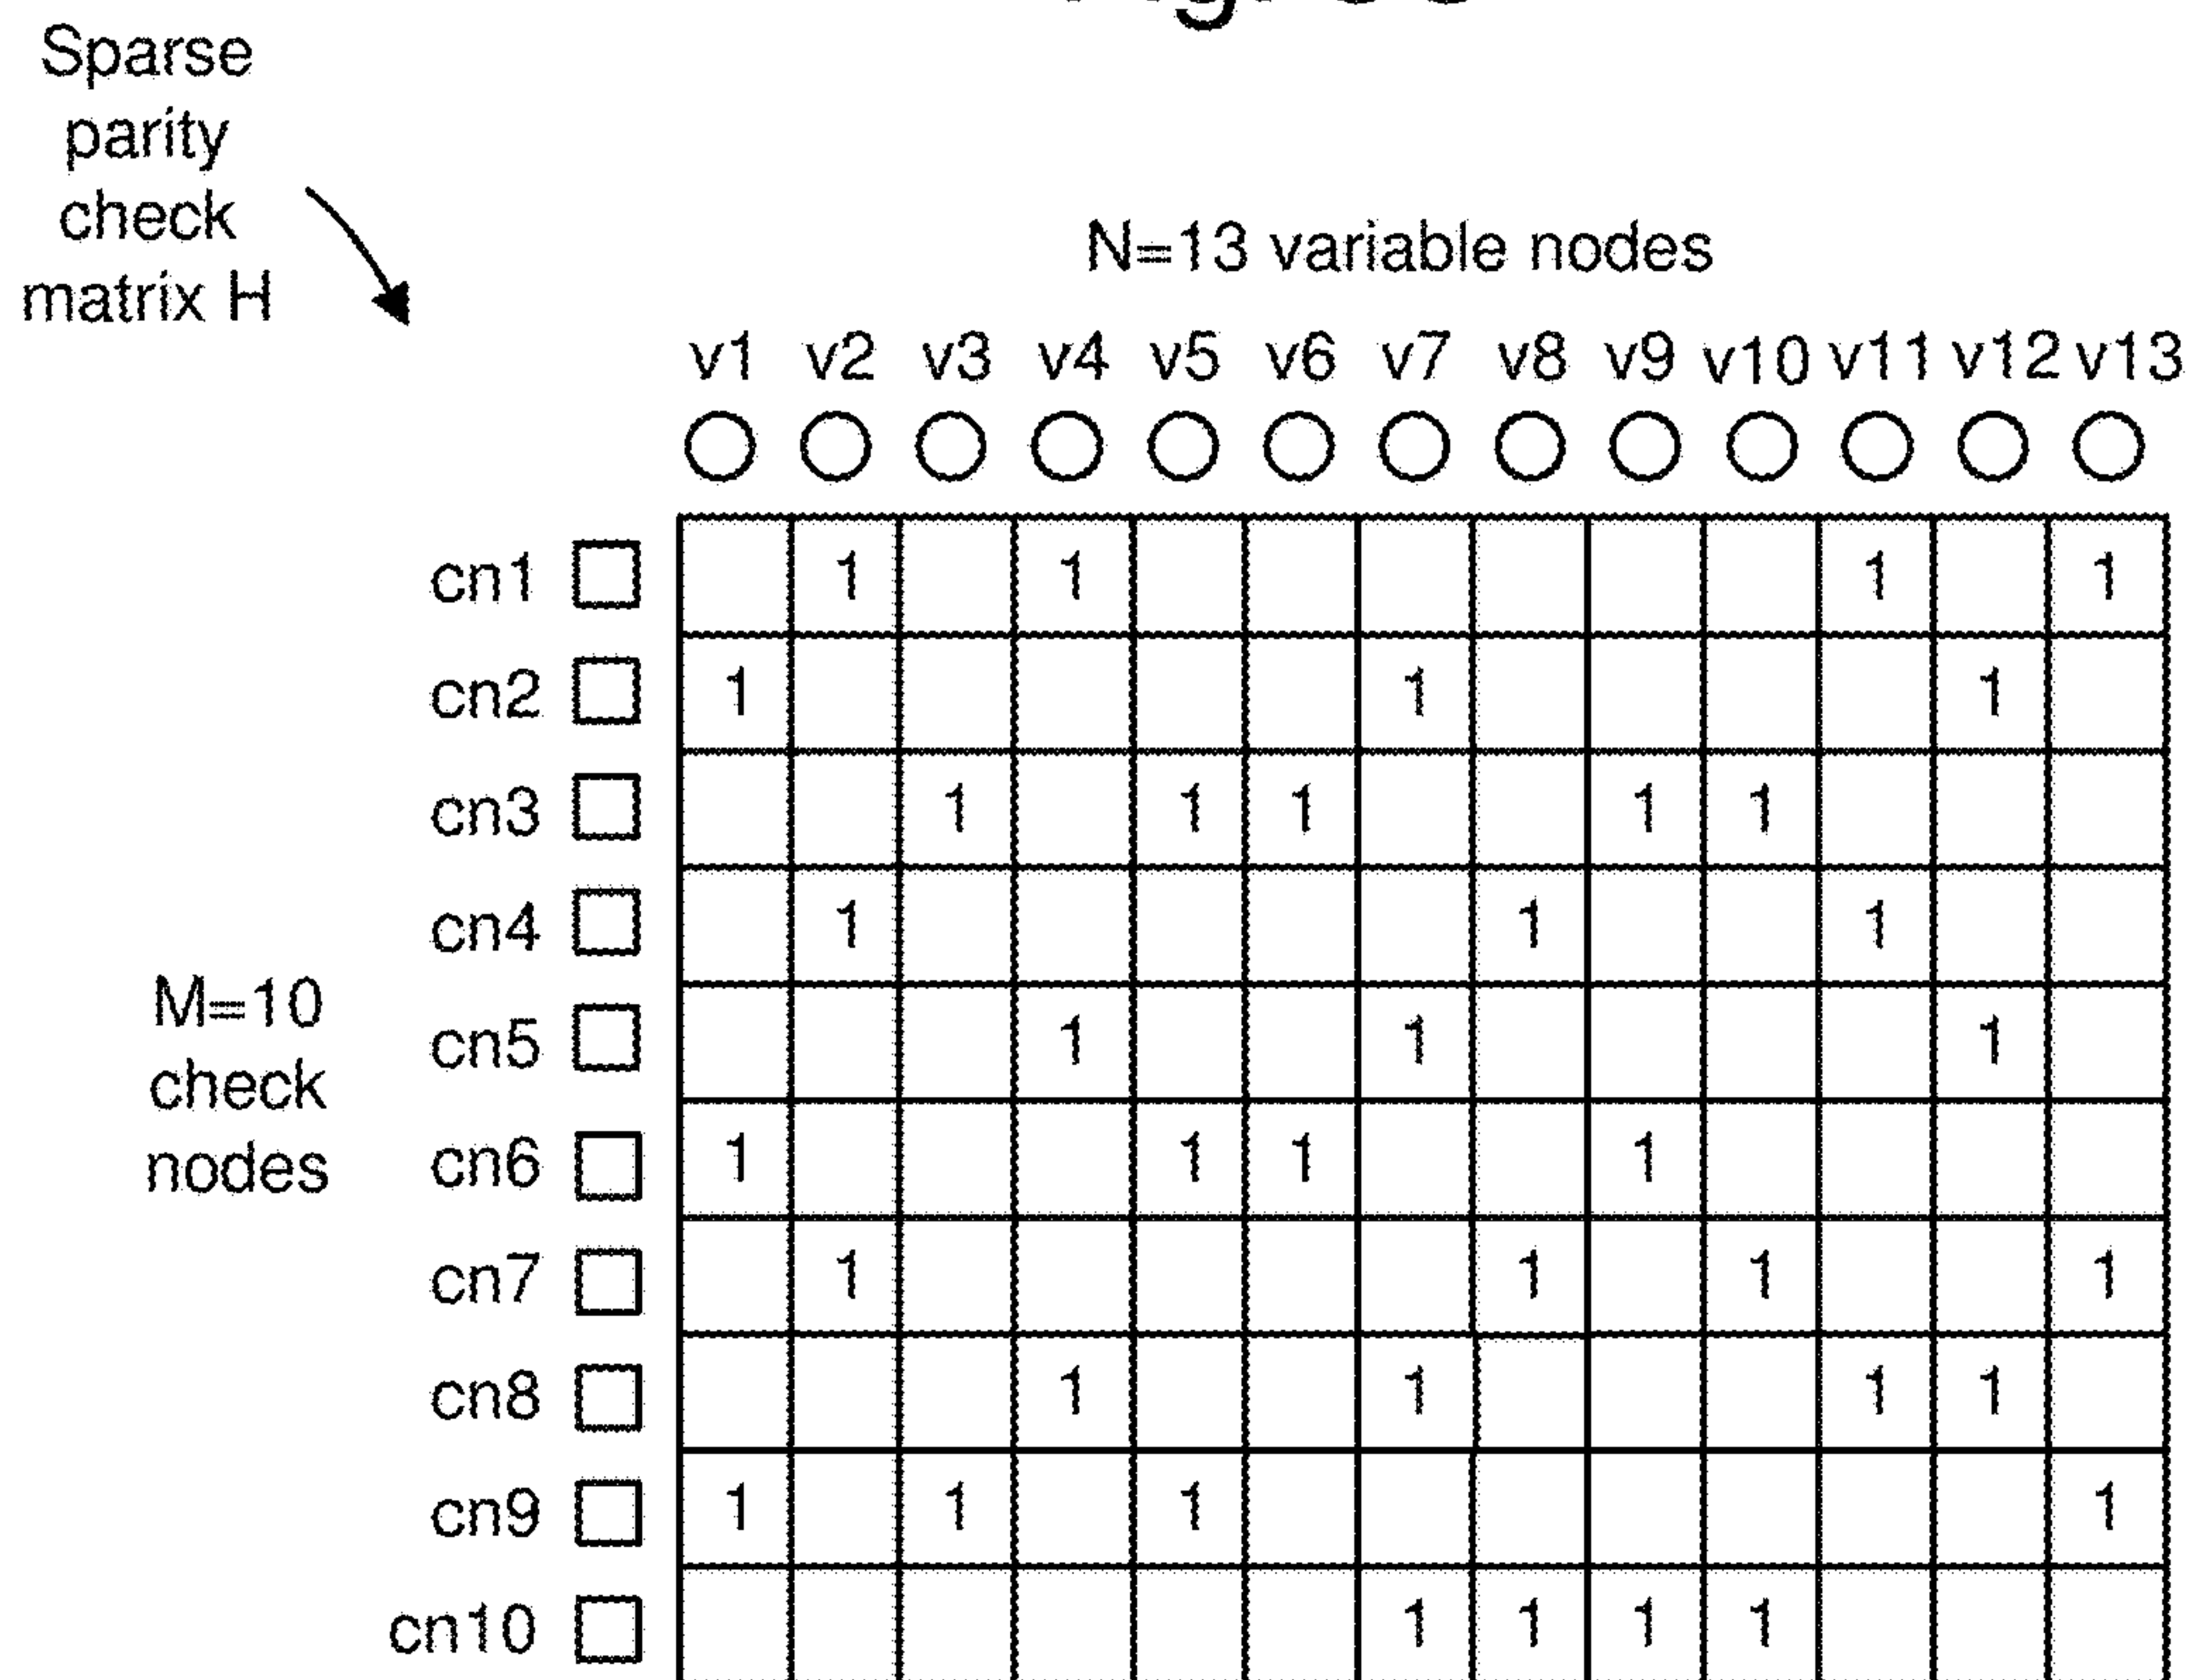 Sparse
parity
check
matrix H
N=13 variable nodes
v1 v2 v3 v4 v5 v6 v7 v8 v9 v10 v11 v12 v13
cn1 1 1 1 1
cn2 1 1 1
cn3 1 1 1 1 1
cn4 1 1 1
M=10
check
nodes
cn5 1 1 1
cn6 1 1 1 1
cn7 1 1 1 1
cn8 1 1 1 1
cn9 1 1 1 1
cn10 1 1 1 1